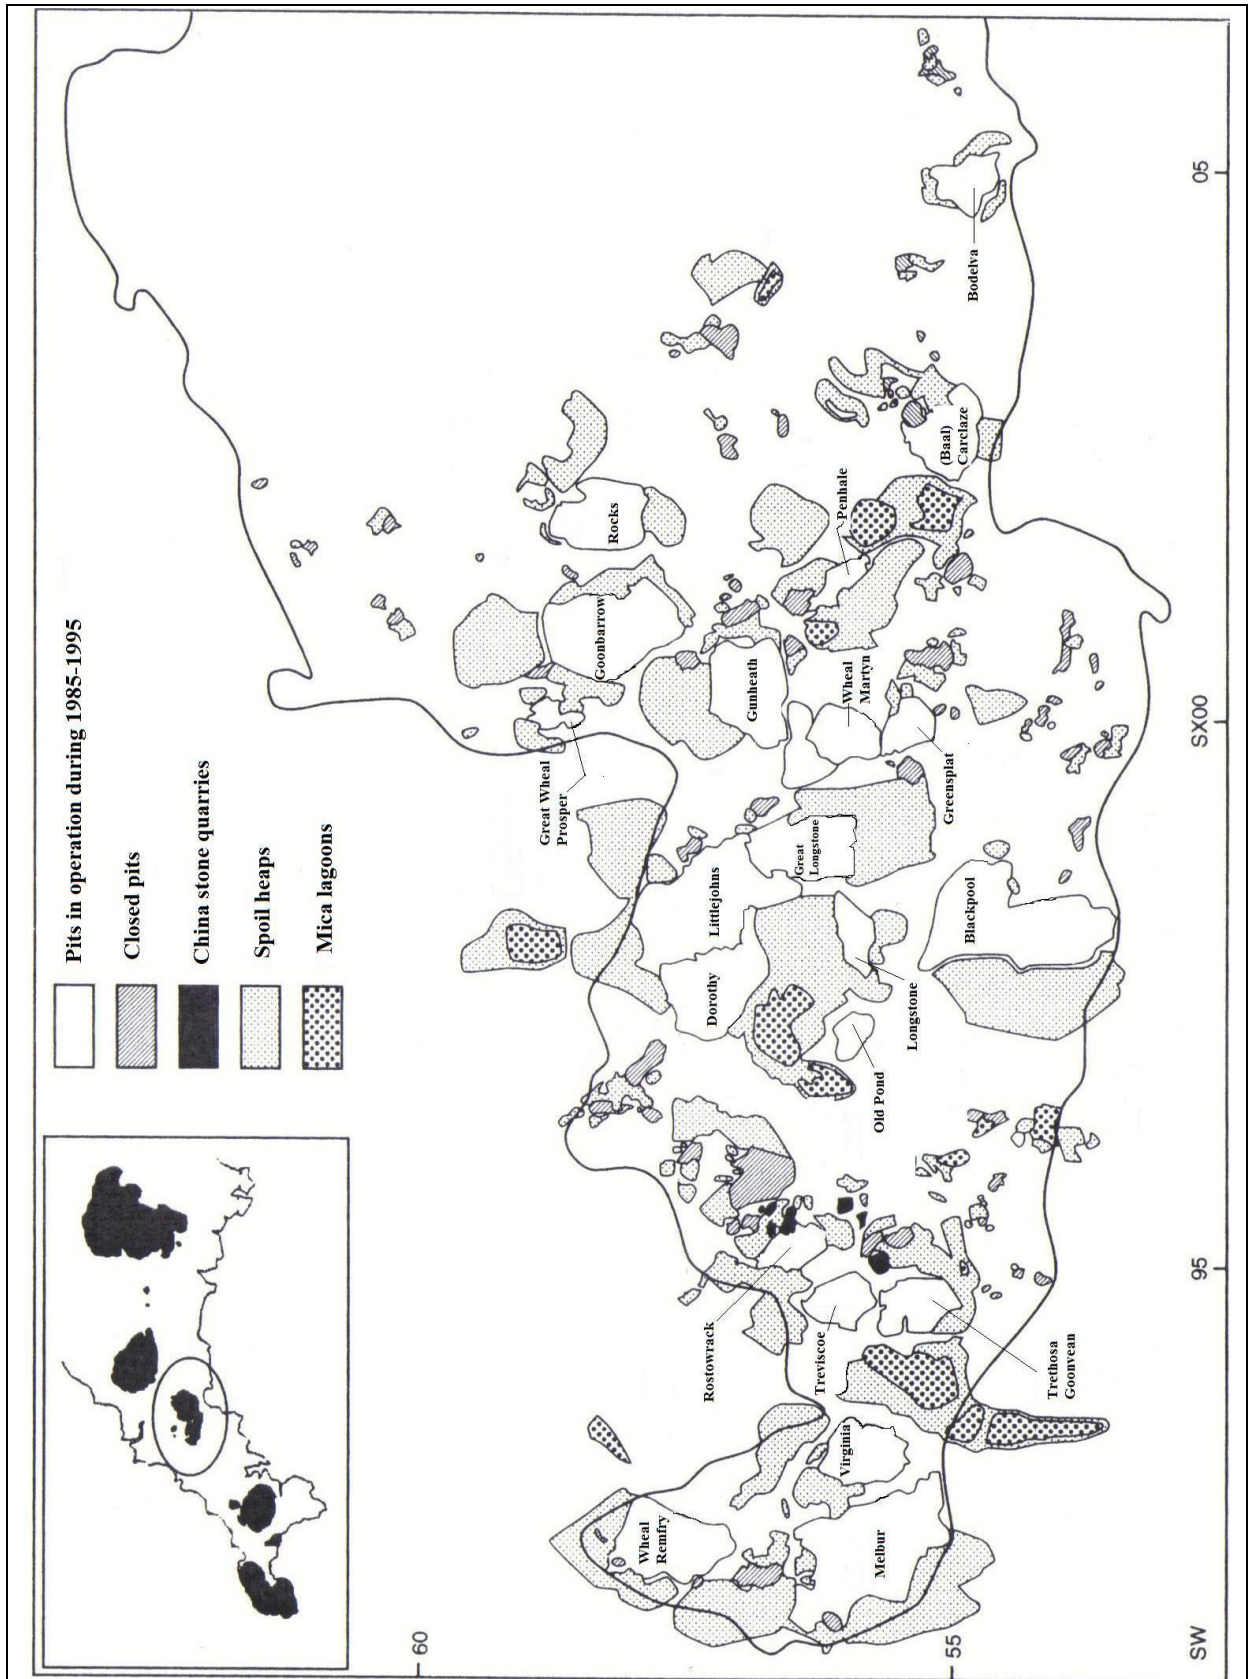 Pits in operation during 1985-1995
Closed pits
China stone quarries
Spoil heaps
Mica lagoons
60
55
SW
95
SX00
05
Wheal
Remfry
Melbur
Virginia
Treviscoe
Trethosa
Goonvean
Rostowrack
Old Pond
Dorothy
Littlejohns
Longstone
Blackpool
Great
Longstone
Great Wheal
Prosper
Goonbarrow
Gunheath
Wheal
Martyn
Greensplat
Rocks
Penhale
(Baal)
Carclaze
Bodelva